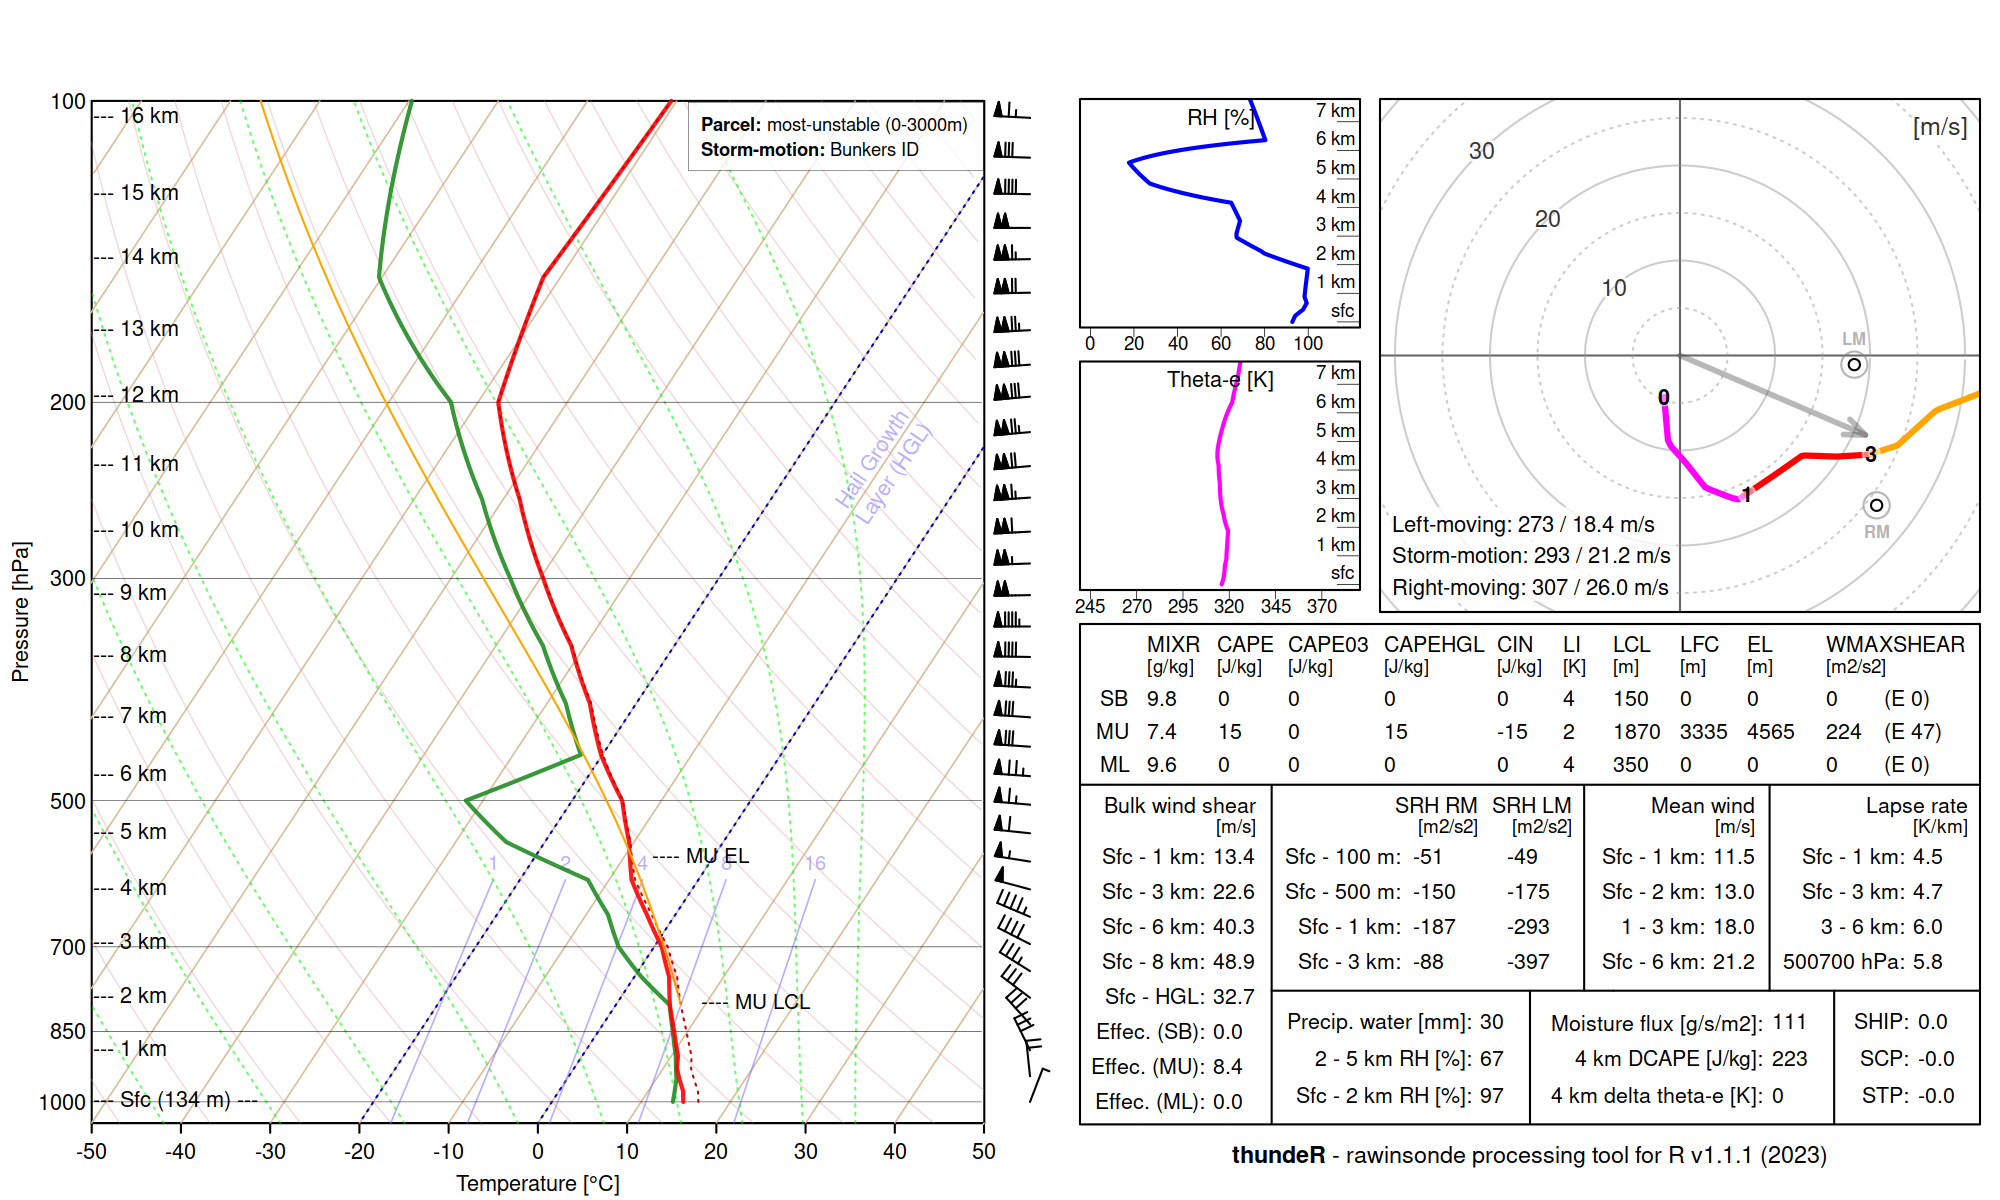 Parcel: most-unstable (0-3000m)
Storm-motion: Bunkers ID
Pressure [hPa]
100
200
300
500
700
850
1000
--- 16 km
--- 15 km
--- 14 km
--- 13 km
--- 12 km
--- 11 km
--- 10 km
--- 9 km
--- 8 km
--- 7 km
--- 6 km
--- 5 km
--- 4 km
--- 3 km
--- 2 km
--- 1 km
--- Sfc (134 m) ---
Hail Growth
Layer (HGL)
1 2 4 8 16
---- MU EL
---- MU LCL
-50 -40 -30 -20 -10 0 10 20 30 40 50
Temperature [°C]
RH [%]
7 km
6 km
5 km
4 km
3 km
2 km
1 km
sfc
0 20 40 60 80 100
Theta-e [K]
7 km
6 km
5 km
4 km
3 km
2 km
1 km
sfc
245 270 295 320 345 370
[m/s]
30
20
10
LM
0
3
1
RM
Left-moving: 273 / 18.4 m/s
Storm-motion: 293 / 21.2 m/s
Right-moving: 307 / 26.0 m/s
MIXR CAPE CAPE03 CAPEHGL CIN LI LCL LFC EL WMAXSHEAR
[g/kg] [J/kg] [J/kg] [J/kg] [J/kg] [K] [m] [m] [m] [m2/s2]
SB 9.8 0 0 0 0 4 150 0 0 0 (E 0)
MU 7.4 15 0 15 -15 2 1870 3335 4565 224 (E 47)
ML 9.6 0 0 0 0 4 350 0 0 0 (E 0)
Bulk wind shear
[m/s]
Sfc - 1 km: 13.4
Sfc - 3 km: 22.6
Sfc - 6 km: 40.3
Sfc - 8 km: 48.9
Sfc - HGL: 32.7
Effec. (SB): 0.0
Effec. (MU): 8.4
Effec. (ML): 0.0
SRH RM SRH LM
[m2/s2] [m2/s2]
Sfc - 100 m: -51 -49
Sfc - 500 m: -150 -175
Sfc - 1 km: -187 -293
Sfc - 3 km: -88 -397
Mean wind
[m/s]
Sfc - 1 km: 11.5
Sfc - 2 km: 13.0
1 - 3 km: 18.0
Sfc - 6 km: 21.2
Lapse rate
[K/km]
Sfc - 1 km: 4.5
Sfc - 3 km: 4.7
3 - 6 km: 6.0
500700 hPa: 5.8
Precip. water [mm]: 30
2 - 5 km RH [%]: 67
Sfc - 2 km RH [%]: 97
Moisture flux [g/s/m2]: 111
4 km DCAPE [J/kg]: 223
4 km delta theta-e [K]: 0
SHIP: 0.0
SCP: -0.0
STP: -0.0
thundeR - rawinsonde processing tool for R v1.1.1 (2023)